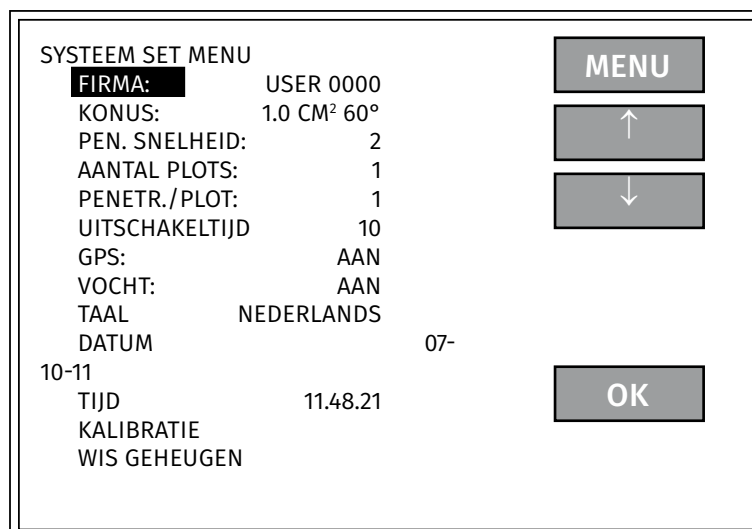 SYSTEEM SET MENU
FIRMA: USER 0000
KONUS: 1.0 CM² 60°
PEN. SNELHEID: 2
AANTAL PLOTS: 1
PENETR./PLOT: 1
UITSCHAKELTIJD 10
GPS: AAN
VOCHT: AAN
TAAL NEDERLANDS
DATUM 07-
10-11
TIJD 11.48.21
KALIBRATIE
WIS GEHEUGEN
MENU
↑
↓
OK